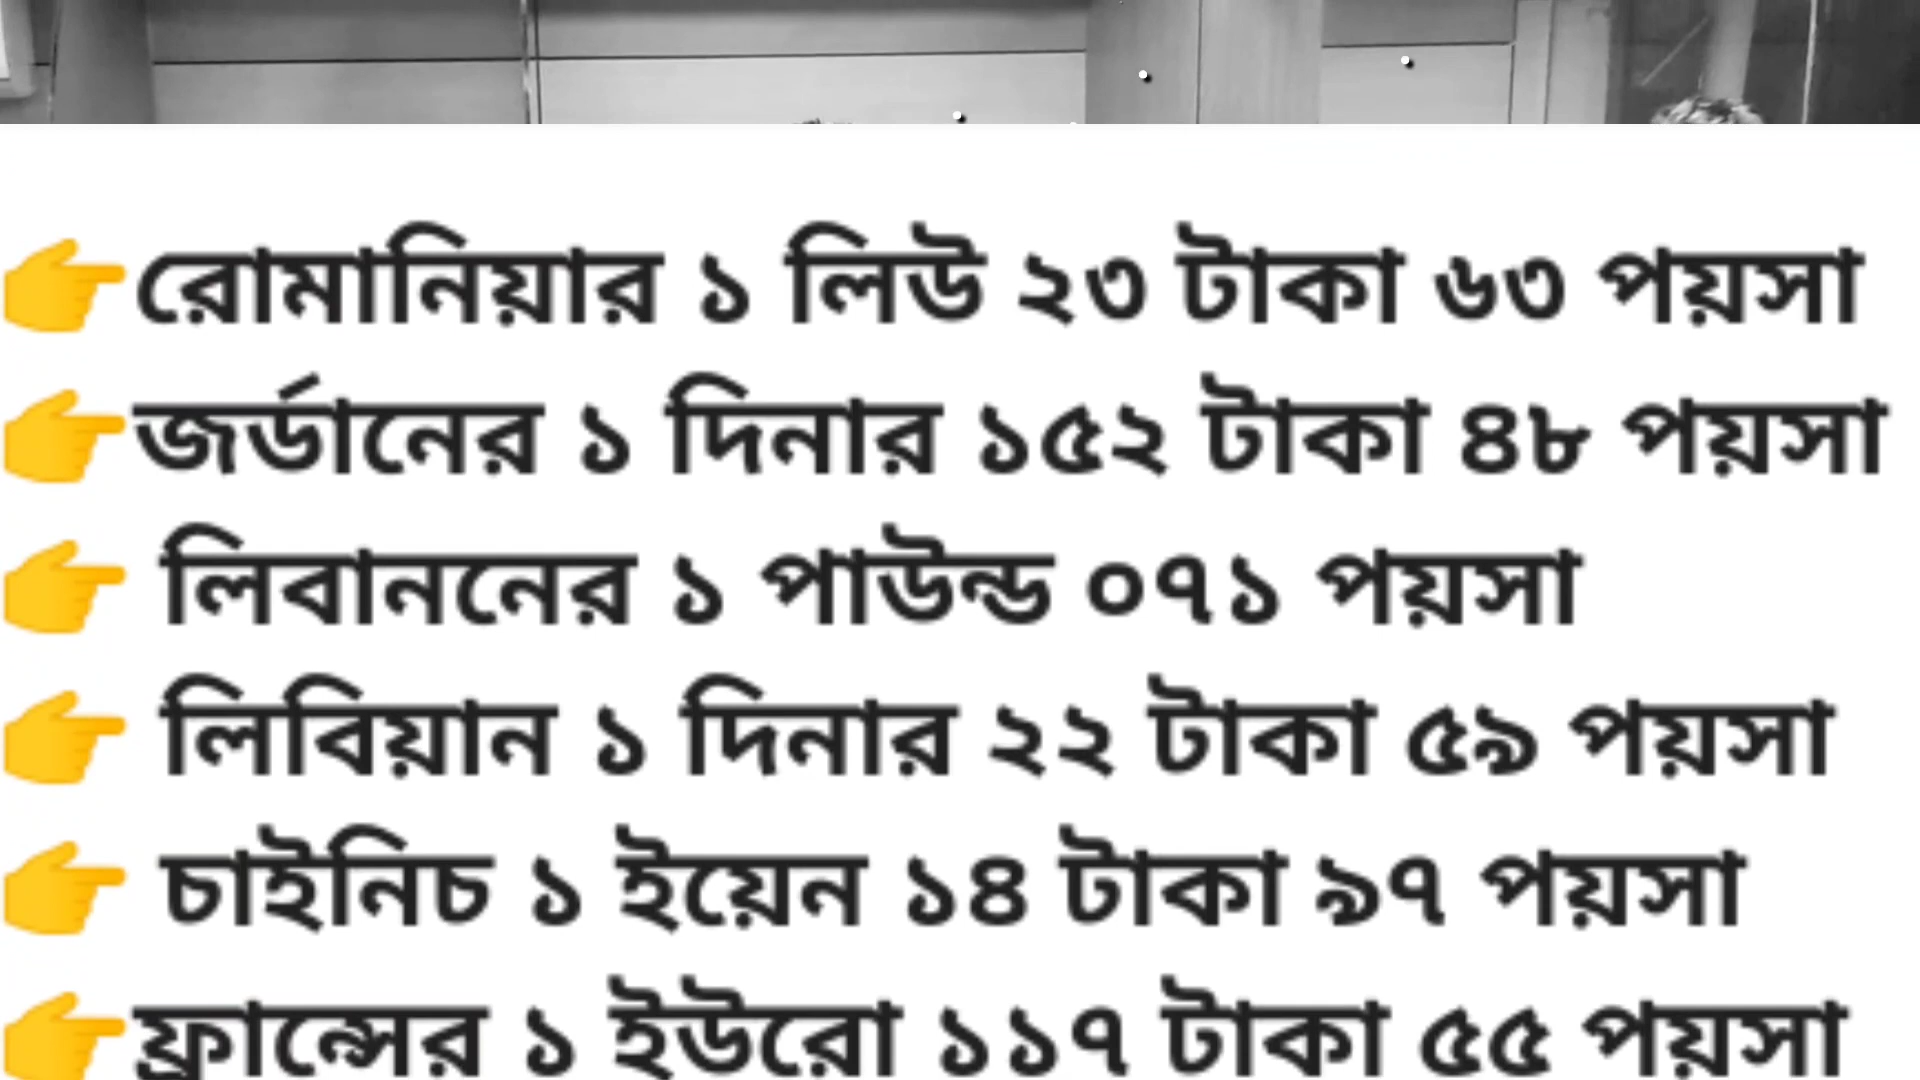 👉রোমানিয়ার ১ লিউ ২৩ টাকা ৬৩ পয়সা
👉জর্ডানের ১ দিনার ১৫২ টাকা ৪৮ পয়সা
👉 লিবাননের ১ পাউন্ড ০৭১ পয়সা
👉 লিবিয়ান ১ দিনার ২২ টাকা ৫৯ পয়সা
👉 চাইনিচ ১ ইয়েন ১৪ টাকা ৯৭ পয়সা
👉ফ্রান্সের ১ ইউরো ১১৭ টাকা ৫৫ পয়সা